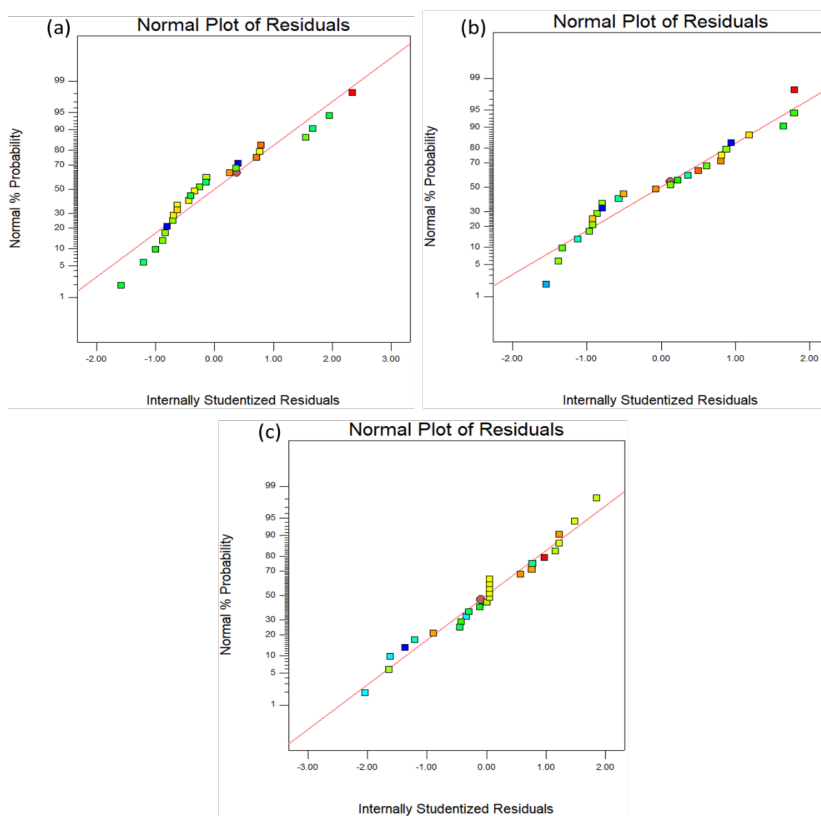 (a)
Normal Plot of Residuals
Normal % Probability
99
95
90
80
70
50
30
20
10
5
1
-2.00 -1.00 0.00 1.00 2.00 3.00
Internally Studentized Residuals
(b)
Normal Plot of Residuals
Normal % Probability
99
95
90
80
70
50
30
20
10
5
1
-2.00 -1.00 0.00 1.00 2.00
Internally Studentized Residuals
(c)
Normal Plot of Residuals
Normal % Probability
99
95
90
80
70
50
30
20
10
5
1
-3.00 -2.00 -1.00 0.00 1.00 2.00
Internally Studentized Residuals